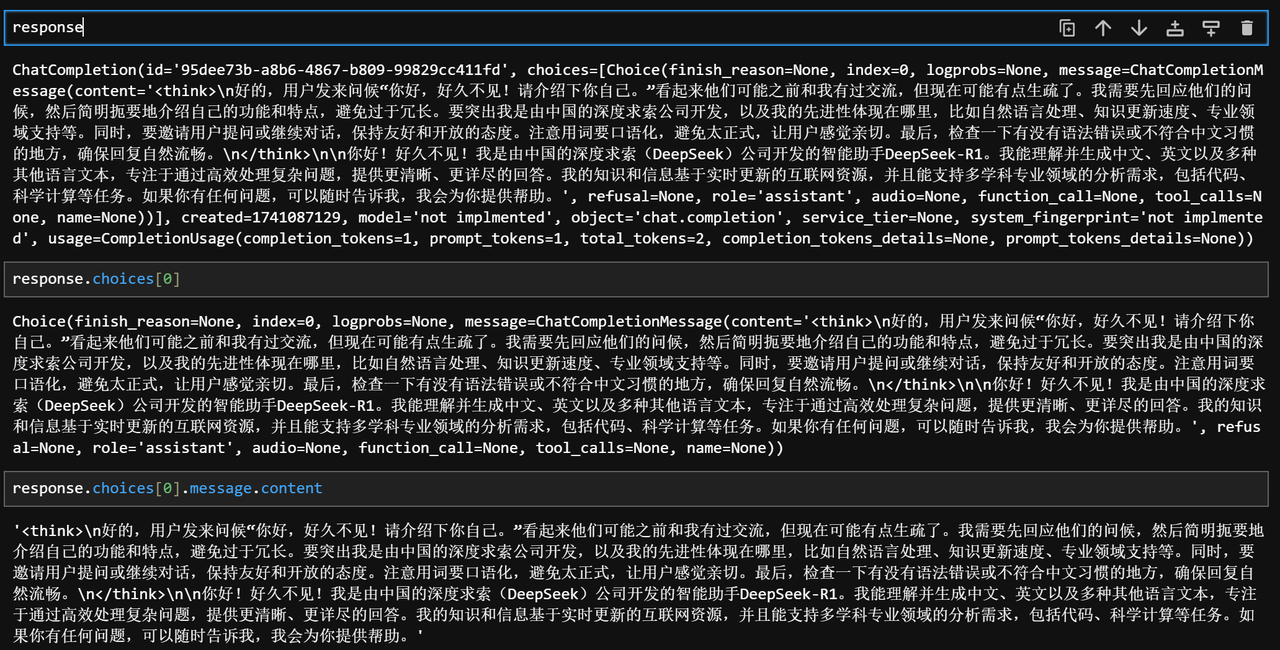 response
ChatCompletion(id='95dee73b-a8b6-4867-b809-99829cc411fd', choices=[Choice(finish_reason=None, index=0, logprobs=None, message=ChatCompletionM
essage(content='<think>\n好的，用户发来问候“你好，好久不见！请介绍下你自己。”看起来他们可能之前和我有过交流，但现在可能有点生疏了。我需要先回应他们的问
候，然后简明扼要地介绍自己的功能和特点，避免过于冗长。要突出我是由中国的深度求索公司开发，以及我的先进性体现在哪里，比如自然语言处理、知识更新速度、专业领
域支持等。同时，要邀请用户提问或继续对话，保持友好和开放的态度。注意用词要口语化，避免太正式，让用户感觉亲切。最后，检查一下有没有语法错误或不符合中文习惯
的地方，确保回复自然流畅。\n</think>\n\n你好！好久不见！我是由中国的深度求索（DeepSeek）公司开发的智能助手DeepSeek-R1。我能理解并生成中文、英文以及多种
其他语言文本，专注于通过高效处理复杂问题，提供更清晰、更详尽的回答。我的知识和信息基于实时更新的互联网资源，并且能支持多学科专业领域的分析需求，包括代码、
科学计算等任务。如果你有任何问题，可以随时告诉我，我会为你提供帮助。', refusal=None, role='assistant', audio=None, function_call=None, tool_calls=N
one, name=None))], created=1741087129, model='not implmented', object='chat.completion', service_tier=None, system_fingerprint='not implmente
d', usage=CompletionUsage(completion_tokens=1, prompt_tokens=1, total_tokens=2, completion_tokens_details=None, prompt_tokens_details=None))
response.choices[0]
Choice(finish_reason=None, index=0, logprobs=None, message=ChatCompletionMessage(content='<think>\n好的，用户发来问候“你好，好久不见！请介绍下你
自己。”看起来他们可能之前和我有过交流，但现在可能有点生疏了。我需要先回应他们的问候，然后简明扼要地介绍自己的功能和特点，避免过于冗长。要突出我是由中国的深
度求索公司开发，以及我的先进性体现在哪里，比如自然语言处理、知识更新速度、专业领域支持等。同时，要邀请用户提问或继续对话，保持友好和开放的态度。注意用词要
口语化，避免太正式，让用户感觉亲切。最后，检查一下有没有语法错误或不符合中文习惯的地方，确保回复自然流畅。\n</think>\n\n你好！好久不见！我是由中国的深度求
索（DeepSeek）公司开发的智能助手DeepSeek-R1。我能理解并生成中文、英文以及多种其他语言文本，专注于通过高效处理复杂问题，提供更清晰、更详尽的回答。我的知识
和信息基于实时更新的互联网资源，并且能支持多学科专业领域的分析需求，包括代码、科学计算等任务。如果你有任何问题，可以随时告诉我，我会为你提供帮助。', refus
al=None, role='assistant', audio=None, function_call=None, tool_calls=None, name=None))
response.choices[0].message.content
'<think>\n好的，用户发来问候“你好，好久不见！请介绍下你自己。”看起来他们可能之前和我有过交流，但现在可能有点生疏了。我需要先回应他们的问候，然后简明扼要地
介绍自己的功能和特点，避免过于冗长。要突出我是由中国的深度求索公司开发，以及我的先进性体现在哪里，比如自然语言处理、知识更新速度、专业领域支持等。同时，要
邀请用户提问或继续对话，保持友好和开放的态度。注意用词要口语化，避免太正式，让用户感觉亲切。最后，检查一下有没有语法错误或不符合中文习惯的地方，确保回复自
然流畅。\n</think>\n\n你好！好久不见！我是由中国的深度求索（DeepSeek）公司开发的智能助手DeepSeek-R1。我能理解并生成中文、英文以及多种其他语言文本，专注
于通过高效处理复杂问题，提供更清晰、更详尽的回答。我的知识和信息基于实时更新的互联网资源，并且能支持多学科专业领域的分析需求，包括代码、科学计算等任务。如
果你有任何问题，可以随时告诉我，我会为你提供帮助。'